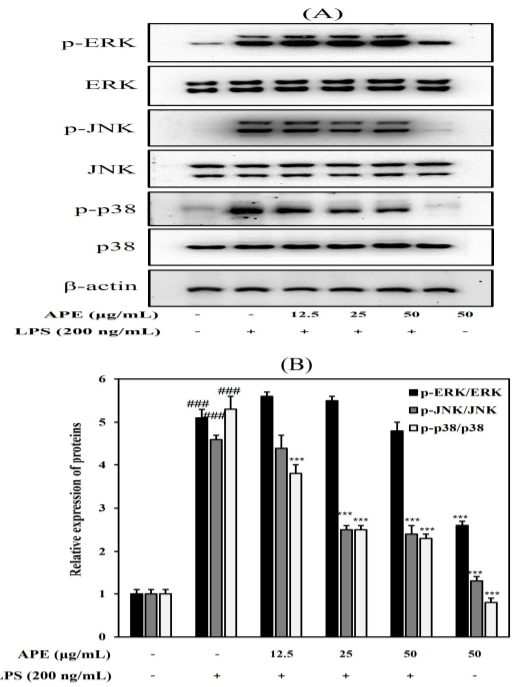 (A)
p-ERK
ERK
p-JNK
JNK
p-p38
p38
β-actin
APE (µg/mL) - - 12.5 25 50 50
LPS (200 ng/mL) - + + + + -
(B)
6
5
4
3
2
1
0
Relative expression of proteins
p-ERK/ERK
p-JNK/JNK
p-p38/p38
###
###
###
***
*** ***
*** ***
***
***
***
APE (µg/mL) - - 12.5 25 50 50
LPS (200 ng/mL) - + + + + -